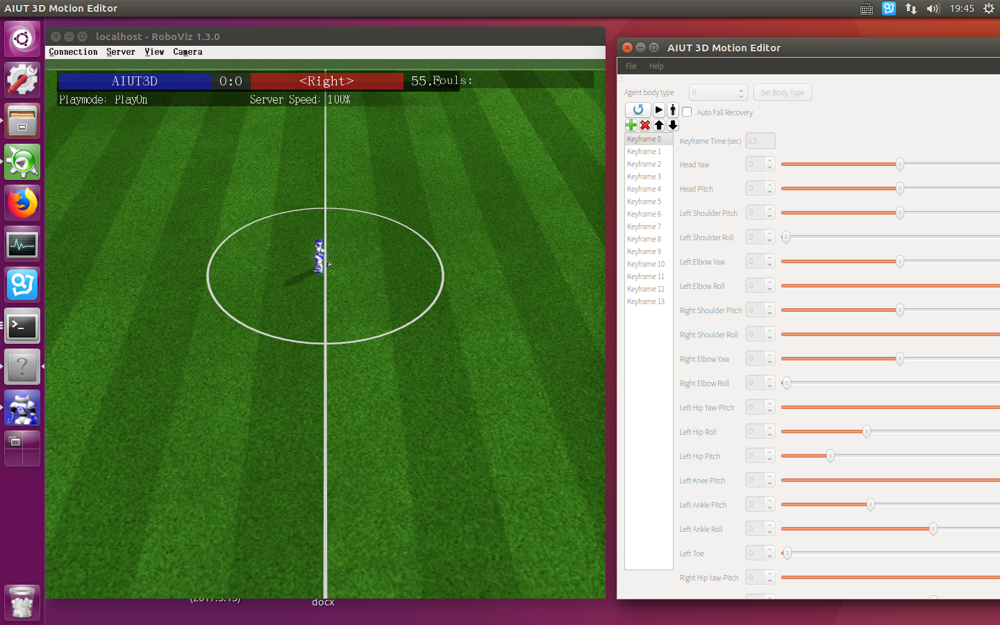 AIUT 3D Motion Editor
19:45
localhost - RoboViz 1.3.0
Connection Server View Camera
AIUT3D 0:0 <Right> 55. Fouls:
Playmode: PlayOn Server Speed: 100%
docx
AIUT 3D Motion Editor
File Help
Agent body type 0 Set Body Type
Auto Fall Recovery
Keyframe 0
Keyframe 1
Keyframe 2
Keyframe 3
Keyframe 4
Keyframe 5
Keyframe 6
Keyframe 7
Keyframe 8
Keyframe 9
Keyframe 10
Keyframe 11
Keyframe 12
Keyframe 13
Keyframe Time (sec) 0.5
Head Yaw 0
Head Pitch 0
Left Shoulder Pitch 0
Left Shoulder Roll 0
Left Elbow Yaw 0
Left Elbow Roll 0
Right Shoulder Pitch 0
Right Shoulder Roll 0
Right Elbow Yaw 0
Right Elbow Roll 0
Left Hip Yaw-Pitch 0
Left Hip Roll 0
Left Hip Pitch 0
Left Knee Pitch 0
Left Ankle Pitch 0
Left Ankle Roll 0
Left Toe 0
Right Hip Yaw-Pitch 0